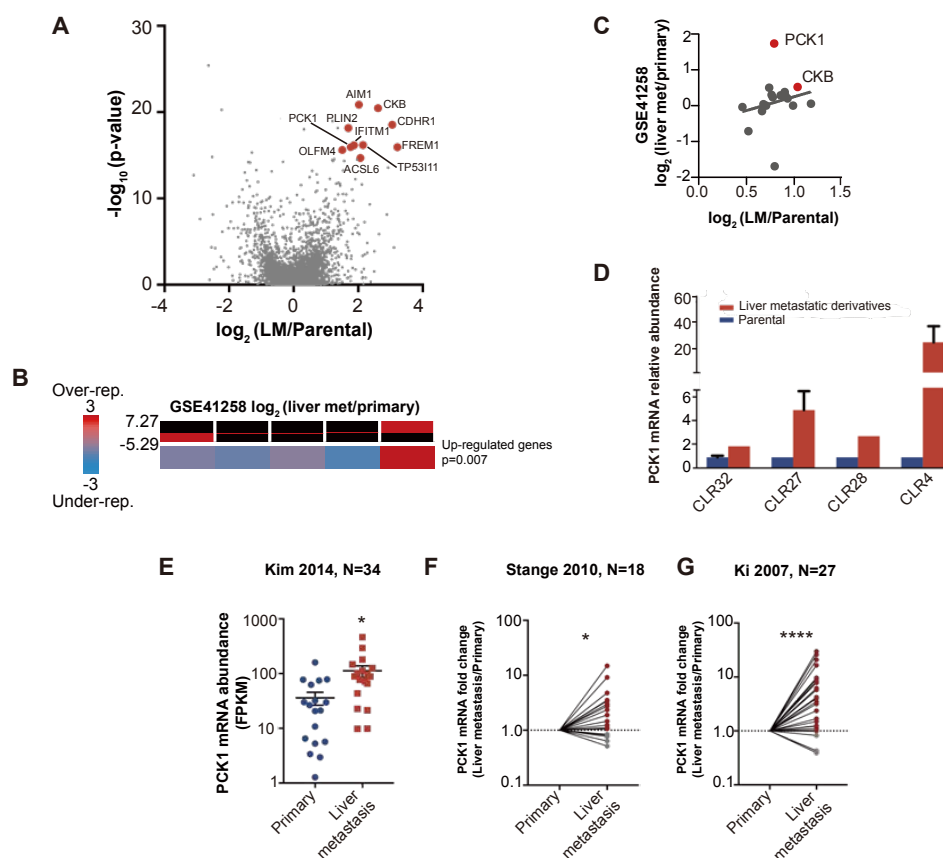 A
-log10 (p-value)
30
20
10
0
-4
-2
0
2
4
log2 (LM/Parental)
AIM1
CKB
PCK1
PLIN2
CDHR1
IFITM1
OLFM4
FREM1
TP53I11
ACSL6
B
Over-rep.
3
-3
Under-rep.
GSE41258 log2 (liver met/primary)
7.27
-5.29
Up-regulated genes
p=0.007
C
GSE41258
log2 (liver met/primary)
2
1
0
-1
-2
0.0
0.5
1.0
1.5
log2 (LM/Parental)
PCK1
CKB
D
PCK1 mRNA relative abundance
60
40
20
6
4
2
0
Liver metastatic derivatives
Parental
CLR32
CLR27
CLR28
CLR4
E
Kim 2014, N=34
PCK1 mRNA abundance
(FPKM)
1000
100
10
1
*
Primary
Liver
metastasis
F
Stange 2010, N=18
PCK1 mRNA fold change
(Liver metastasis/Primary)
100
10
1.0
0.1
*
Primary
Liver
metastasis
G
Ki 2007, N=27
PCK1 mRNA fold change
(Liver metastasis/Primary)
100
10
1.0
0.1
****
Primary
Liver
metastasis